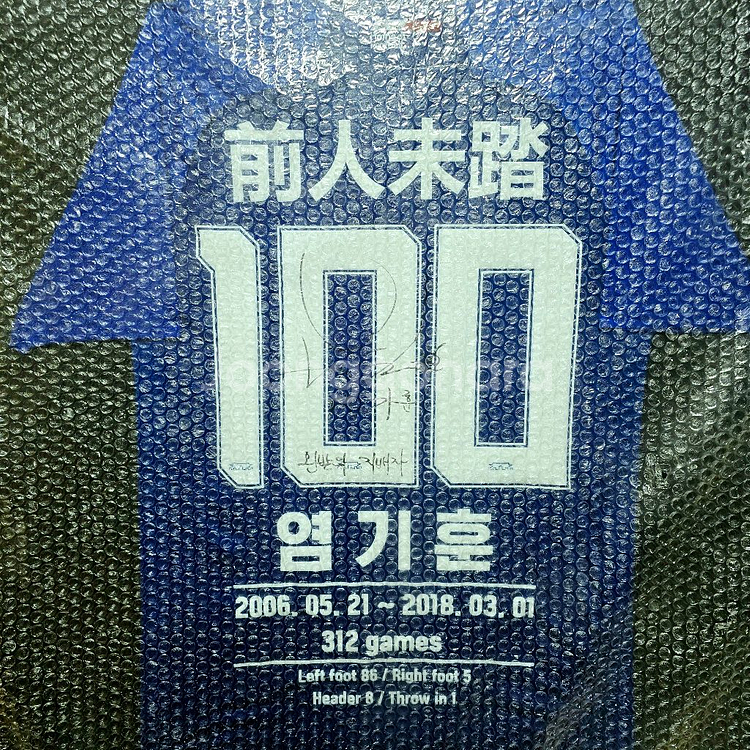 前人未踏
100
염기훈
2006. 05. 21 ~ 2018. 03. 01
312 games
Left foot 86 / Right foot 5
Header 8 / Throw in 1